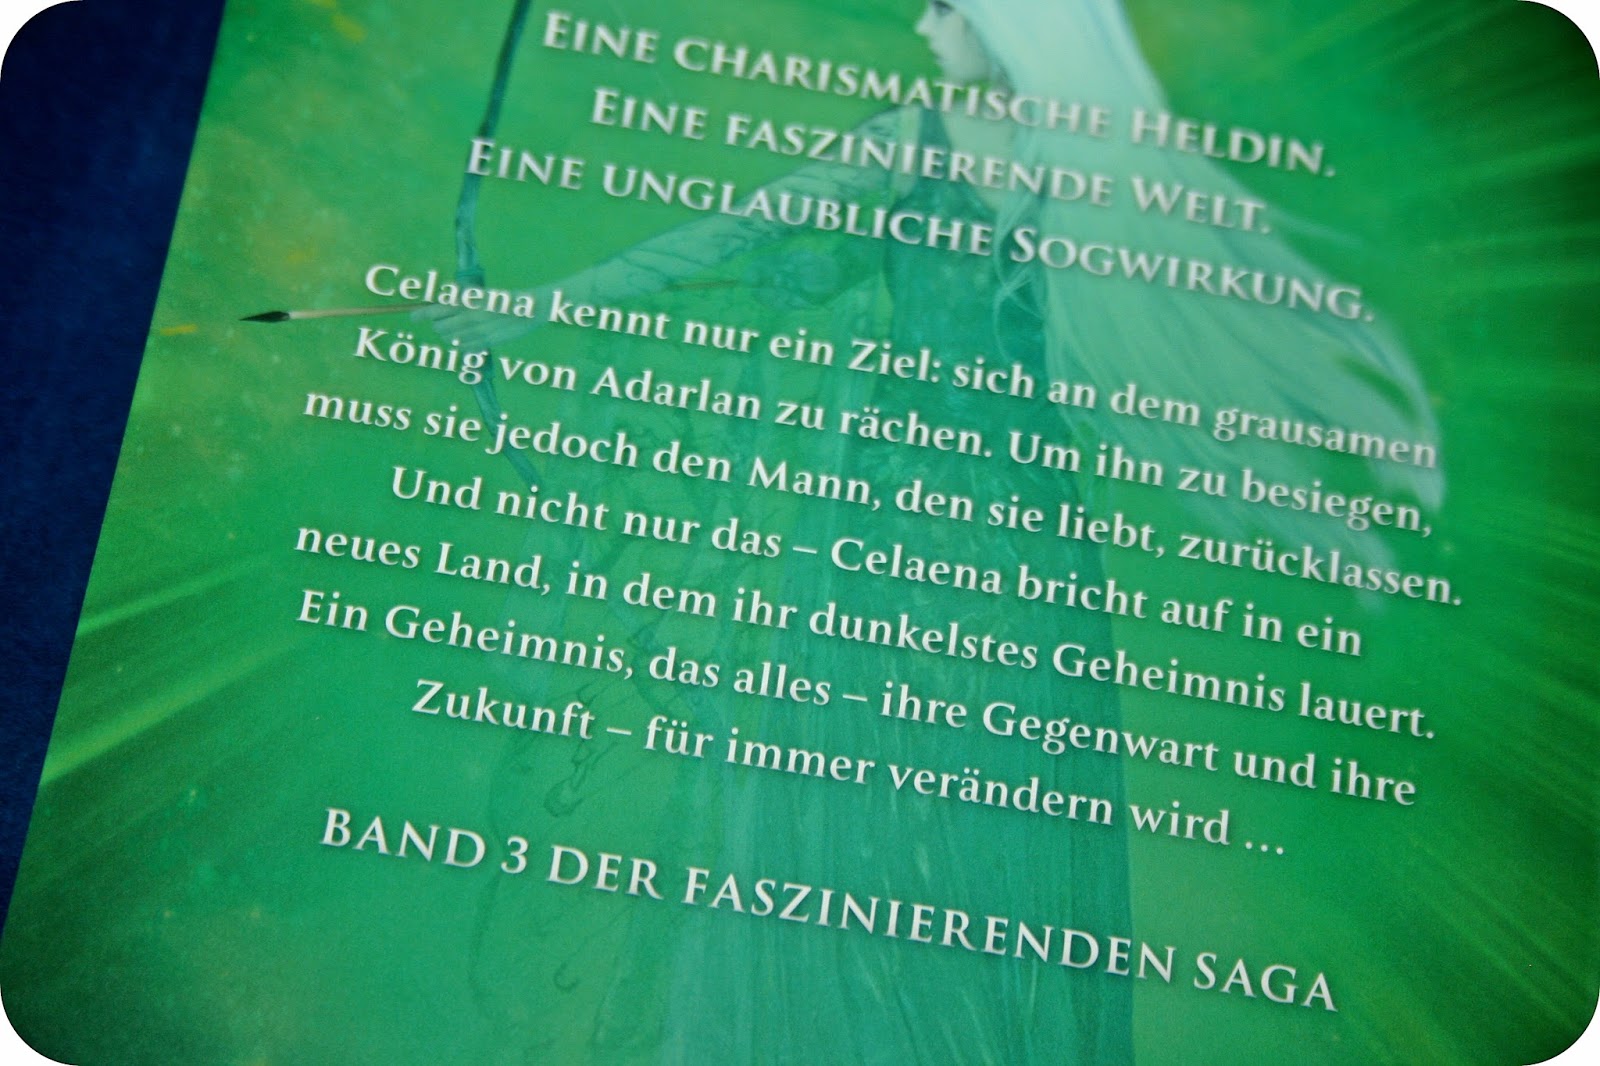 EINE CHARISMATISCHE HELDIN.
EINE FASZINIERENDE WELT.
EINE UNGLAUBLICHE SOGWIRKUNG.
Celaena kennt nur ein Ziel: sich an dem grausamen
König von Adarlan zu rächen. Um ihn zu besiegen,
muss sie jedoch den Mann, den sie liebt, zurücklassen.
Und nicht nur das – Celaena bricht auf in ein
neues Land, in dem ihr dunkelstes Geheimnis lauert.
Ein Geheimnis, das alles – ihre Gegenwart und ihre
Zukunft – für immer verändern wird …
BAND 3 DER FASZINIERENDEN SAGA